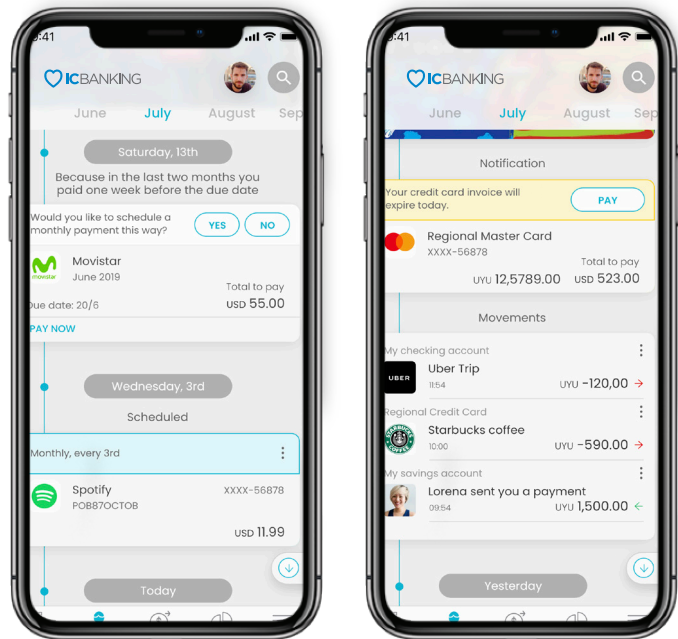 9:41
ICBANKING
June July August Sep
Saturday, 13th
Because in the last two months you
paid one week before the due date
Would you like to schedule a
monthly payment this way?
YES NO
movistar
Movistar
June 2019
Total to pay
Due date: 20/6
USD 55.00
PAY NOW
Wednesday, 3rd
Scheduled
Monthly, every 3rd
Spotify
XXXX-56878
POB87OCTOB
USD 11.99
Today
9:41
ICBANKING
June July August Sep
Notification
Your credit card invoice will
expire today.
PAY
Regional Master Card
XXXX-56878
Total to pay
UYU 12,5789.00 USD 523.00
Movements
My checking account
UBER
Uber Trip
11:54
UYU -120,00
Regional Credit Card
STARBUCKS
COFFEE
Starbucks coffee
10:00
UYU -590.00
My savings account
Lorena sent you a payment
09:54
UYU 1,500.00
Yesterday